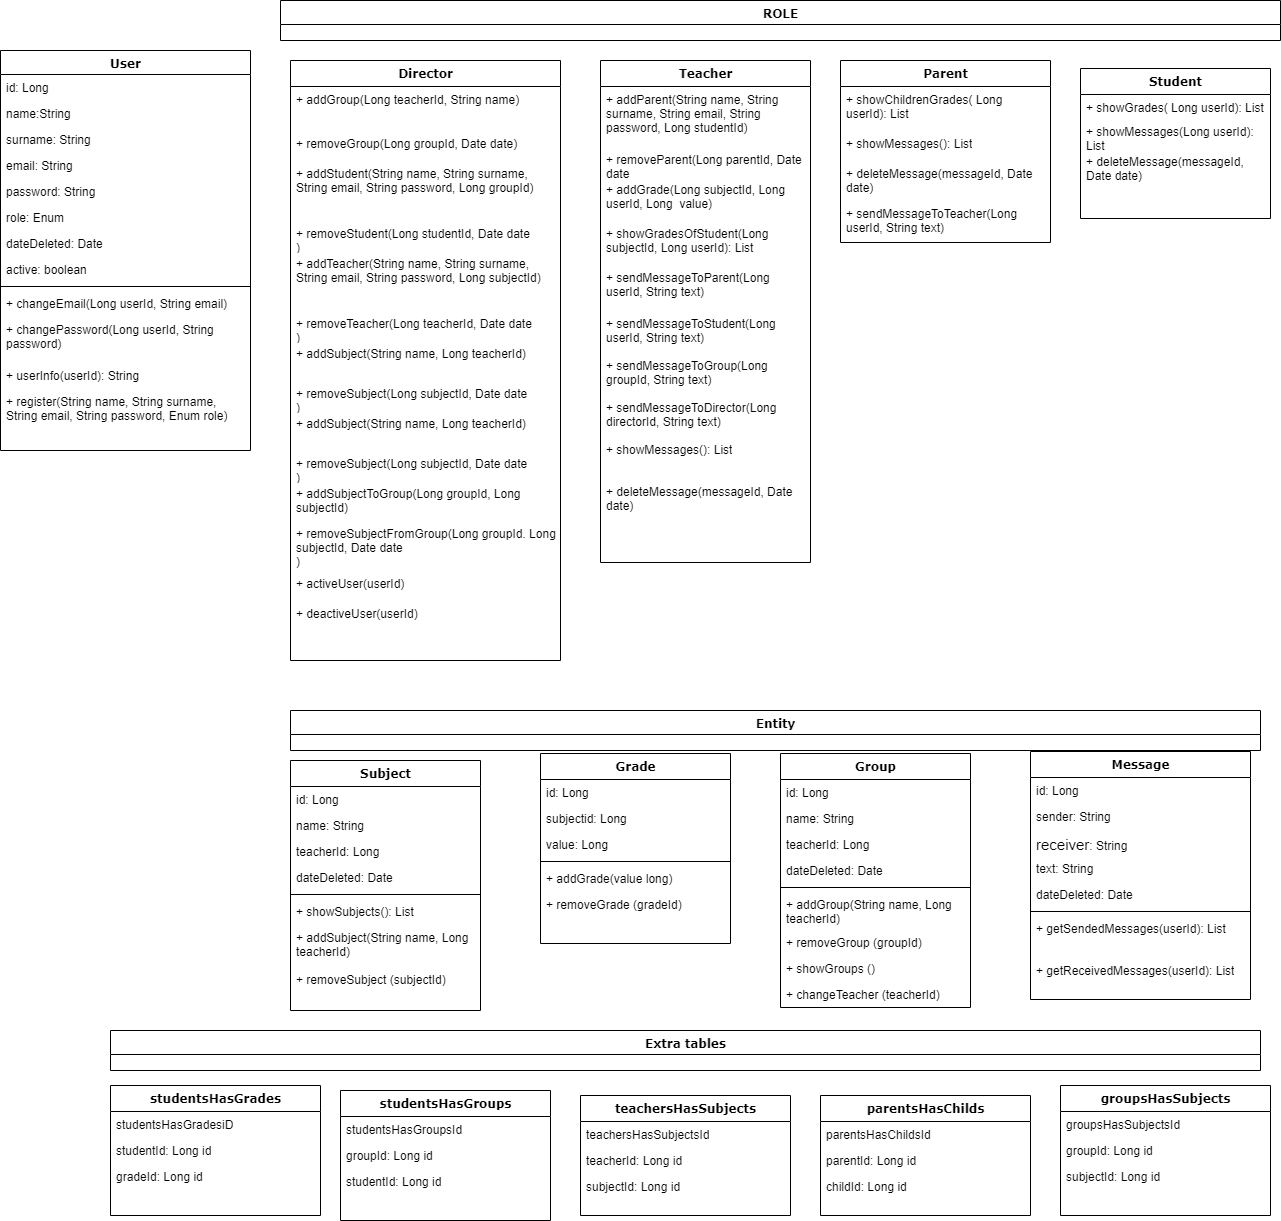 ROLE
User
id: Long
name:String
surname: String
email: String
password: String
role: Enum
dateDeleted: Date
active: boolean
+ changeEmail(Long userId, String email)
+ changePassword(Long userId, String
password)
+ userInfo(userId): String
+ register(String name, String surname,
String email, String password, Enum role)
Director
+ addGroup(Long teacherId, String name)
+ removeGroup(Long groupId, Date date)
+ addStudent(String name, String surname,
String email, String password, Long groupId)
+ removeStudent(Long studentId, Date date
)
+ addTeacher(String name, String surname,
String email, String password, Long subjectId)
+ removeTeacher(Long teacherId, Date date
)
+ addSubject(String name, Long teacherId)
+ removeSubject(Long subjectId, Date date
)
+ addSubject(String name, Long teacherId)
+ removeSubject(Long subjectId, Date date
)
+ addSubjectToGroup(Long groupId, Long
subjectId)
+ removeSubjectFromGroup(Long groupId. Long
subjectId, Date date
)
+ activeUser(userId)
+ deactiveUser(userId)
Teacher
+ addParent(String name, String
surname, String email, String
password, Long studentId)
+ removeParent(Long parentId, Date
date
+ addGrade(Long subjectId, Long
userId, Long  value)
+ showGradesOfStudent(Long
subjectId, Long userId): List
+ sendMessageToParent(Long
userId, String text)
+ sendMessageToStudent(Long
userId, String text)
+ sendMessageToGroup(Long
groupId, String text)
+ sendMessageToDirector(Long
directorId, String text)
+ showMessages(): List
+ deleteMessage(messageId, Date
date)
Parent
+ showChildrenGrades( Long
userId): List
+ showMessages(): List
+ deleteMessage(messageId, Date
date)
+ sendMessageToTeacher(Long
userId, String text)
Student
+ showGrades( Long userId): List
+ showMessages(Long userId):
List
+ deleteMessage(messageId,
Date date)
Entity
Subject
id: Long
name: String
teacherId: Long
dateDeleted: Date
+ showSubjects(): List
+ addSubject(String name, Long
teacherId)
+ removeSubject (subjectId)
Grade
id: Long
subjectid: Long
value: Long
+ addGrade(value long)
+ removeGrade (gradeId)
Group
id: Long
name: String
teacherId: Long
dateDeleted: Date
+ addGroup(String name, Long
teacherId)
+ removeGroup (groupId)
+ showGroups ()
+ changeTeacher (teacherId)
Message
id: Long
sender: String
receiver: String
text: String
dateDeleted: Date
+ getSendedMessages(userId): List
+ getReceivedMessages(userId): List
Extra tables
studentsHasGrades
studentsHasGradesiD
studentId: Long id
gradeId: Long id
studentsHasGroups
studentsHasGroupsId
groupId: Long id
studentId: Long id
teachersHasSubjects
teachersHasSubjectsId
teacherId: Long id
subjectId: Long id
parentsHasChilds
parentsHasChildsId
parentId: Long id
childId: Long id
groupsHasSubjects
groupsHasSubjectsId
groupId: Long id
subjectId: Long id